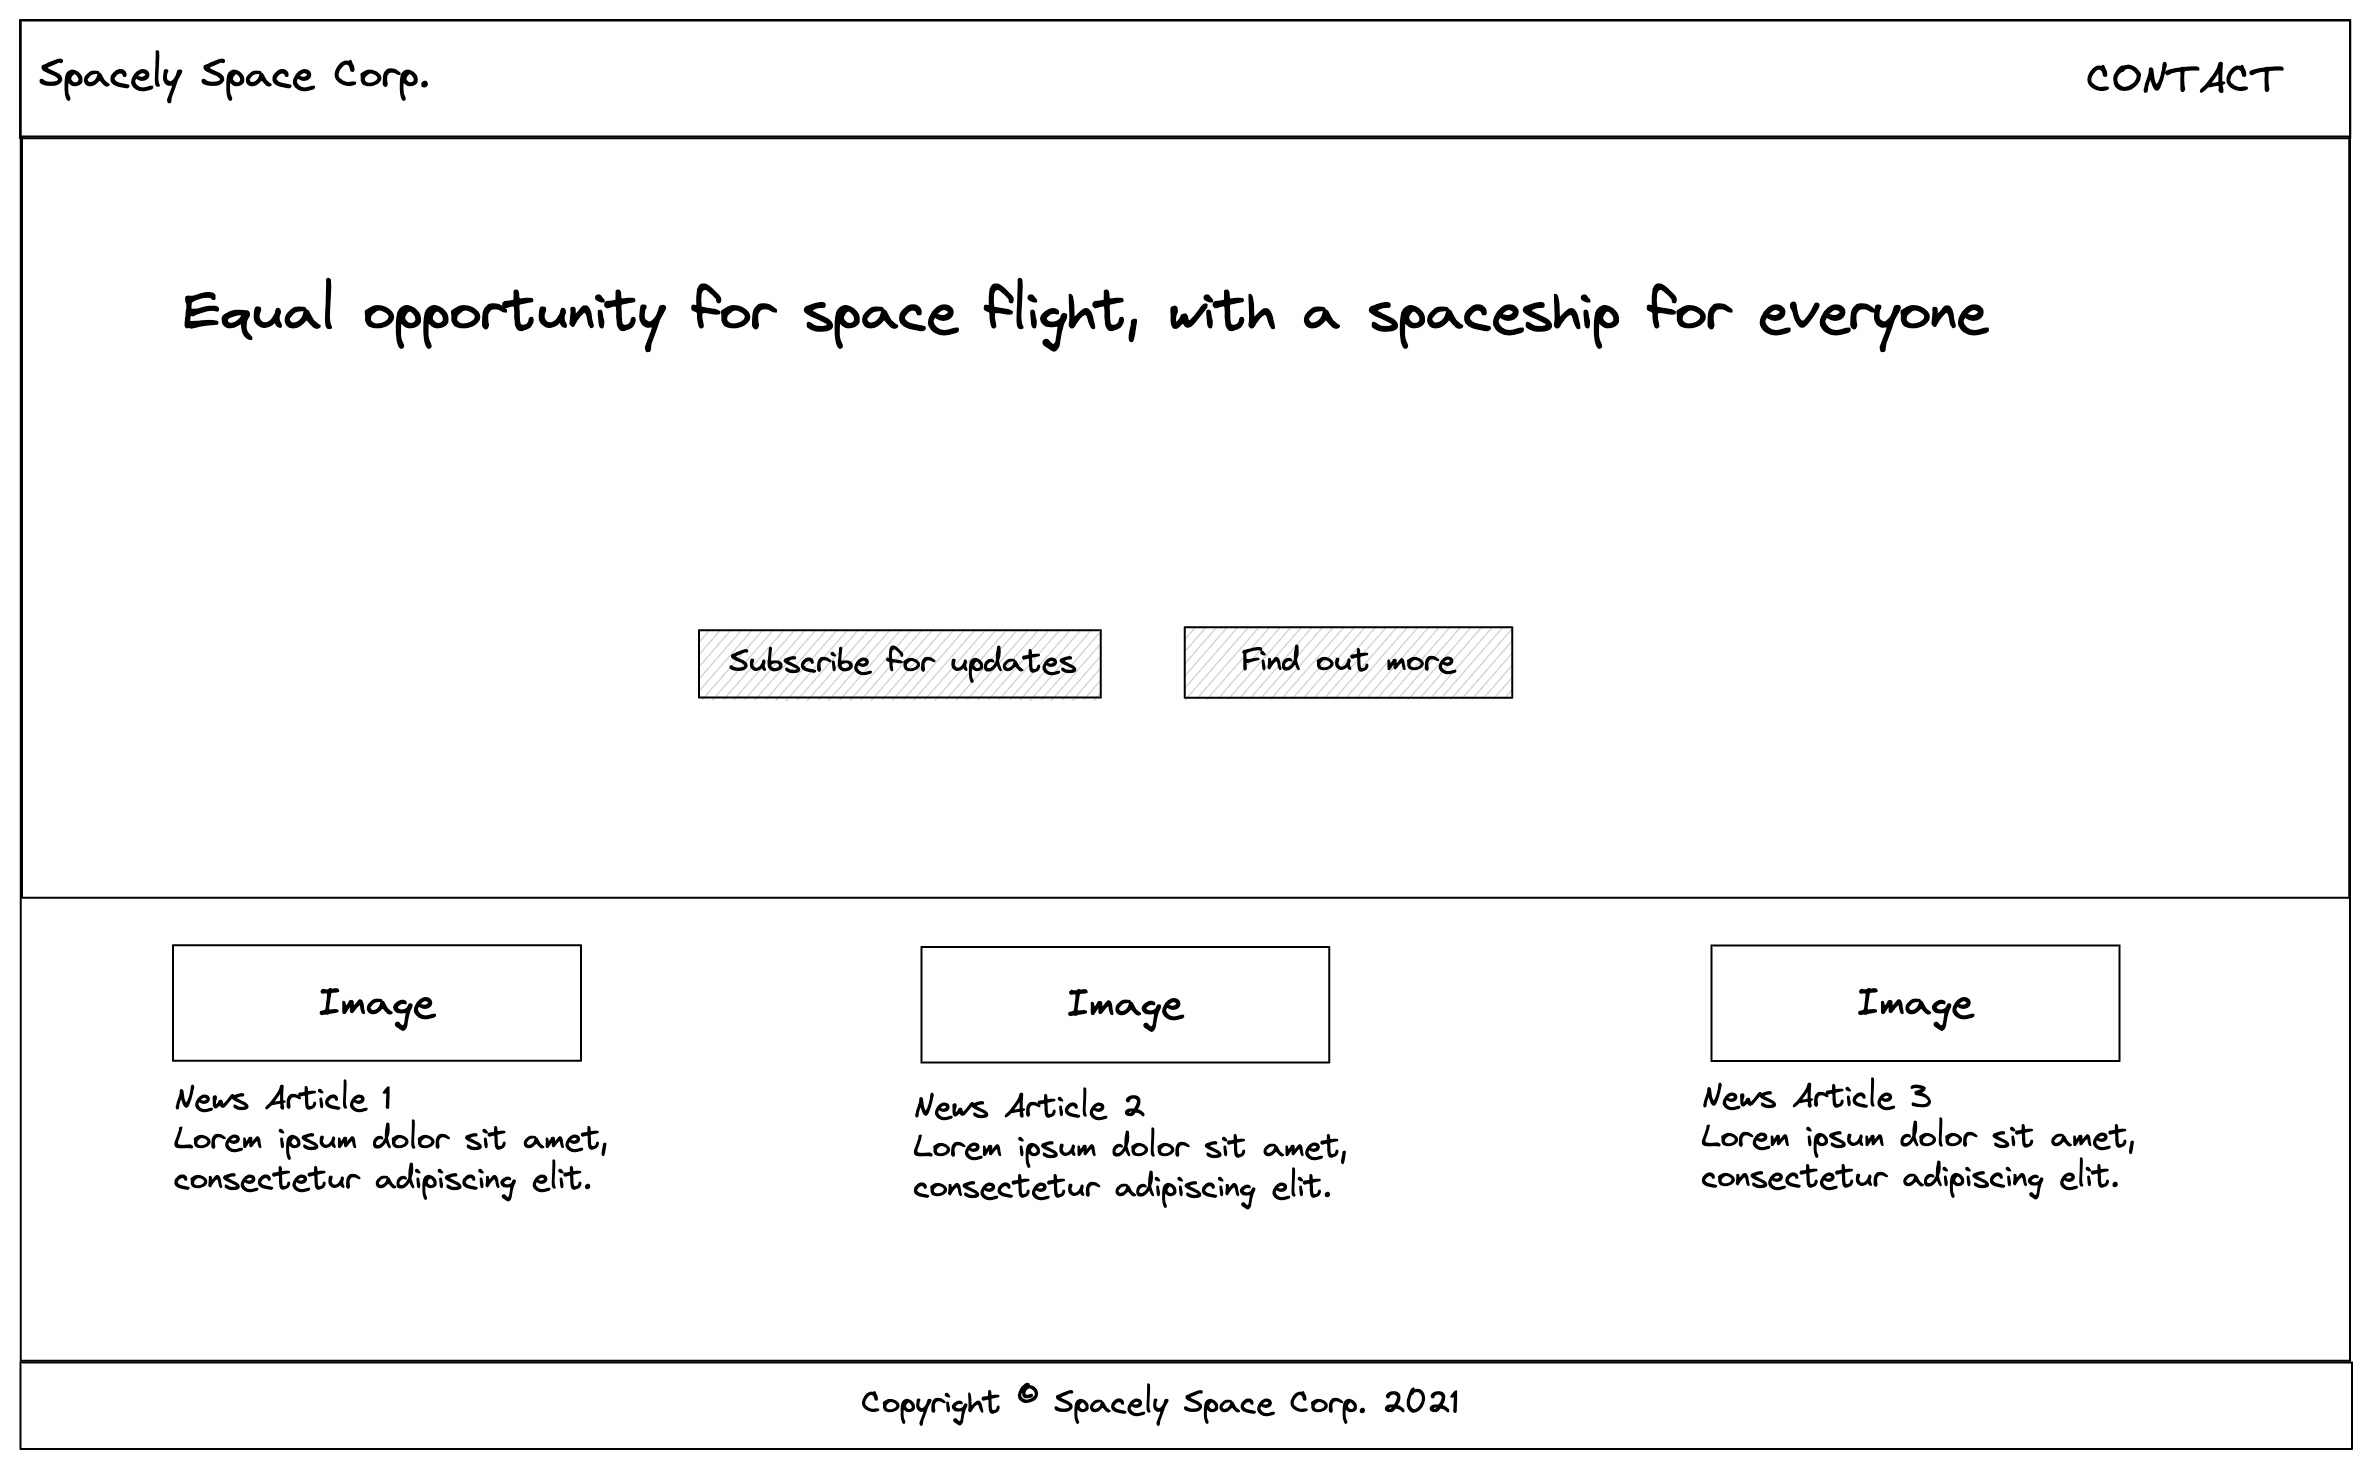 Spacely Space Corp.
CONTACT
Equal opportunity for space flight, with a spaceship for everyone
Subscribe for updates
Find out more
Image
News Article 1
Lorem ipsum dolor sit amet,
consectetur adipiscing elit.
Image
News Article 2
Lorem ipsum dolor sit amet,
consectetur adipiscing elit.
Image
News Article 3
Lorem ipsum dolor sit amet,
consectetur adipiscing elit.
Copyright © Spacely Space Corp. 2021